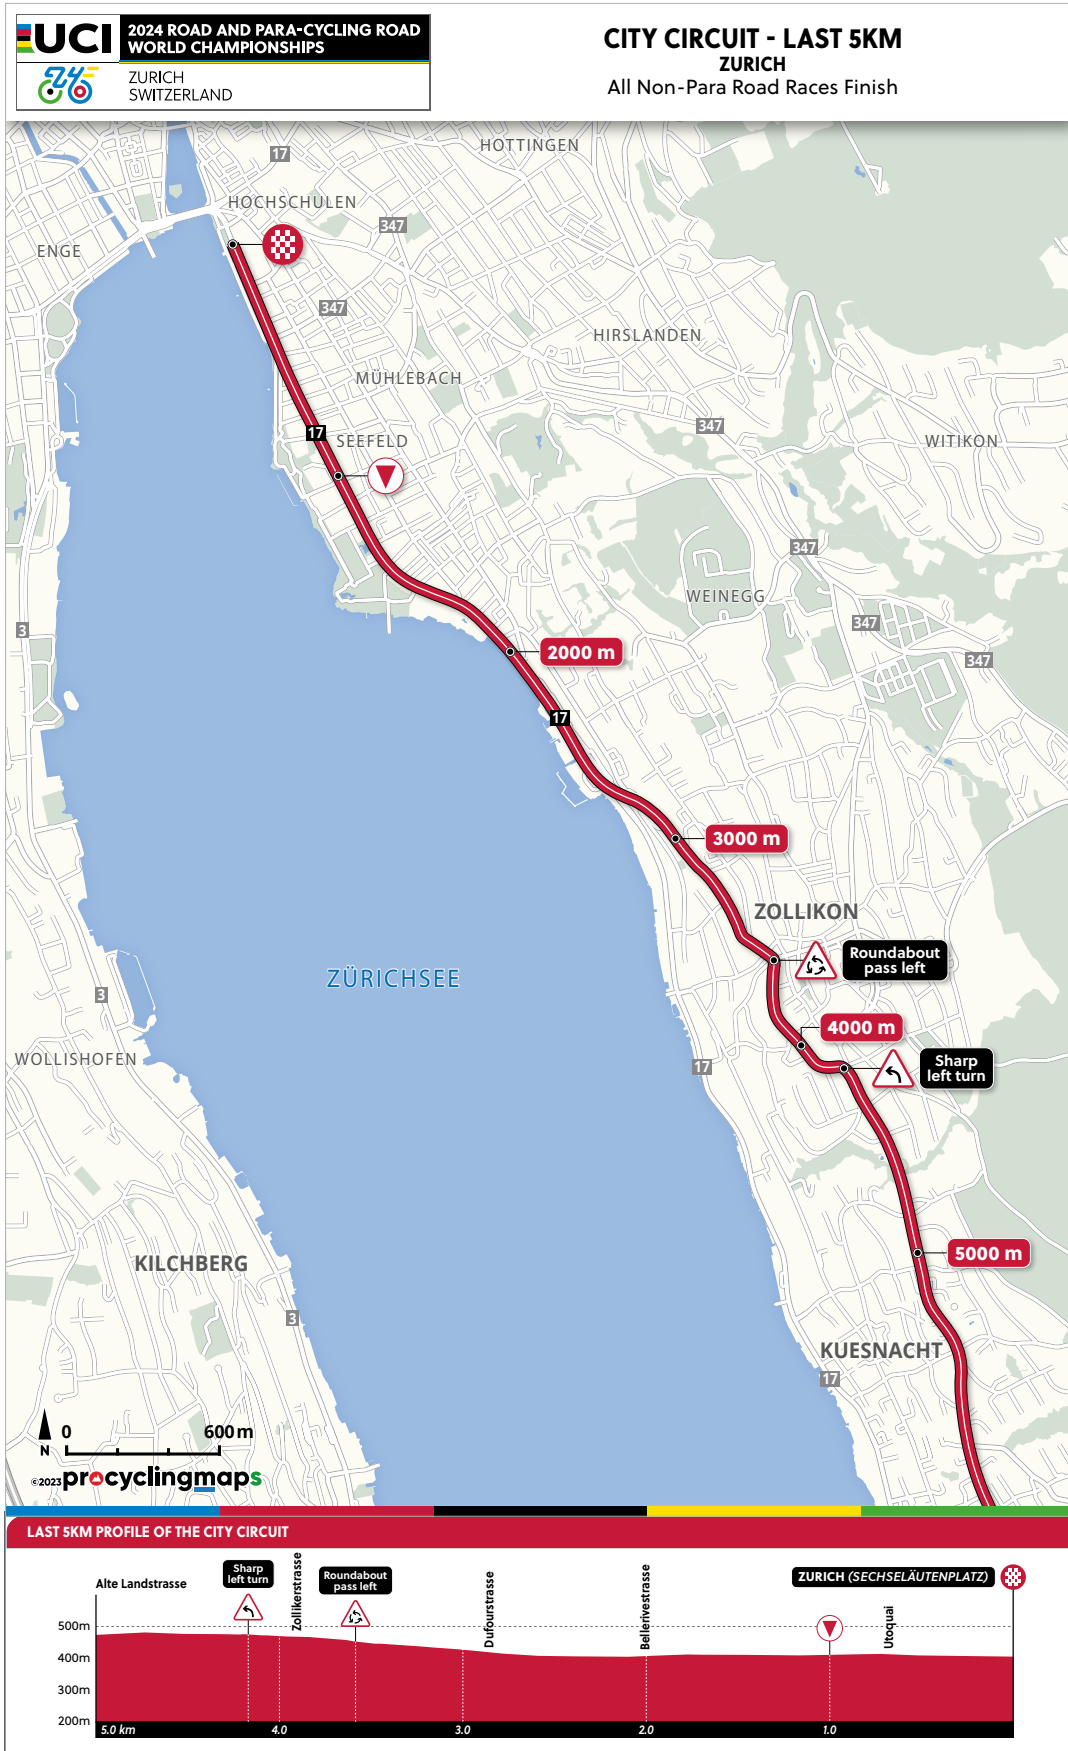 UCI
2024 ROAD AND PARA-CYCLING ROAD
WORLD CHAMPIONSHIPS
ZURICH
SWITZERLAND
CITY CIRCUIT - LAST 5KM
ZURICH
All Non-Para Road Races Finish
HOTTINGEN
17
HOCHSCHULEN
347
ENGE
347
HIRSLANDEN
MÜHLEBACH
347
17
SEEFELD
WITIKON
347
WEINEGG
347
3
2000 m
347
17
3000 m
ZOLLIKON
Roundabout
pass left
ZÜRICHSEE
3
4000 m
WOLLISHOFEN
17
Sharp
left turn
5000 m
KILCHBERG
3
KUESNACHT
17
0 600 m
N
©2023 procyclingmaps
LAST 5KM PROFILE OF THE CITY CIRCUIT
Alte Landstrasse
Sharp
left turn
Zollikerstrasse
Roundabout
pass left
Dufourstrasse
Bellerivestrasse
ZURICH (SECHSELÄUTENPLATZ)
Utoquai
500m
400m
300m
200m
5.0 km 4.0 3.0 2.0 1.0